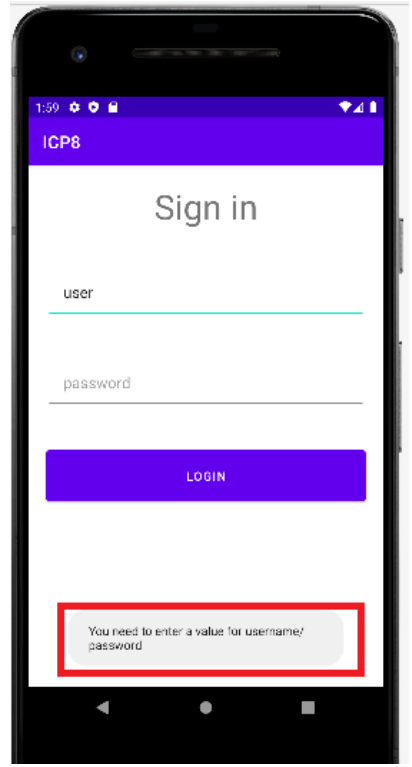 1:59
ICP8
Sign in
user
password
LOGIN
You need to enter a value for username/
password